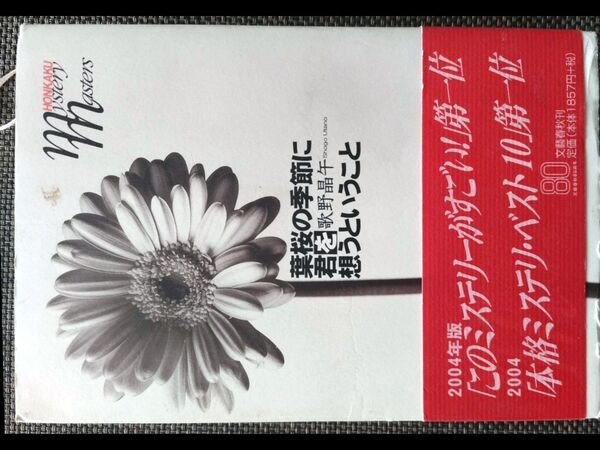 HONKAKU
Mystery
Masters
葉桜の季節に
君を
想うということ
歌野晶午
Shogo Utano
2004年版
「このミステリーがすごい!」第一位
2004
「本格ミステリ・ベスト10」第一位
80
文藝春秋刊
定価(本体1857円+税)